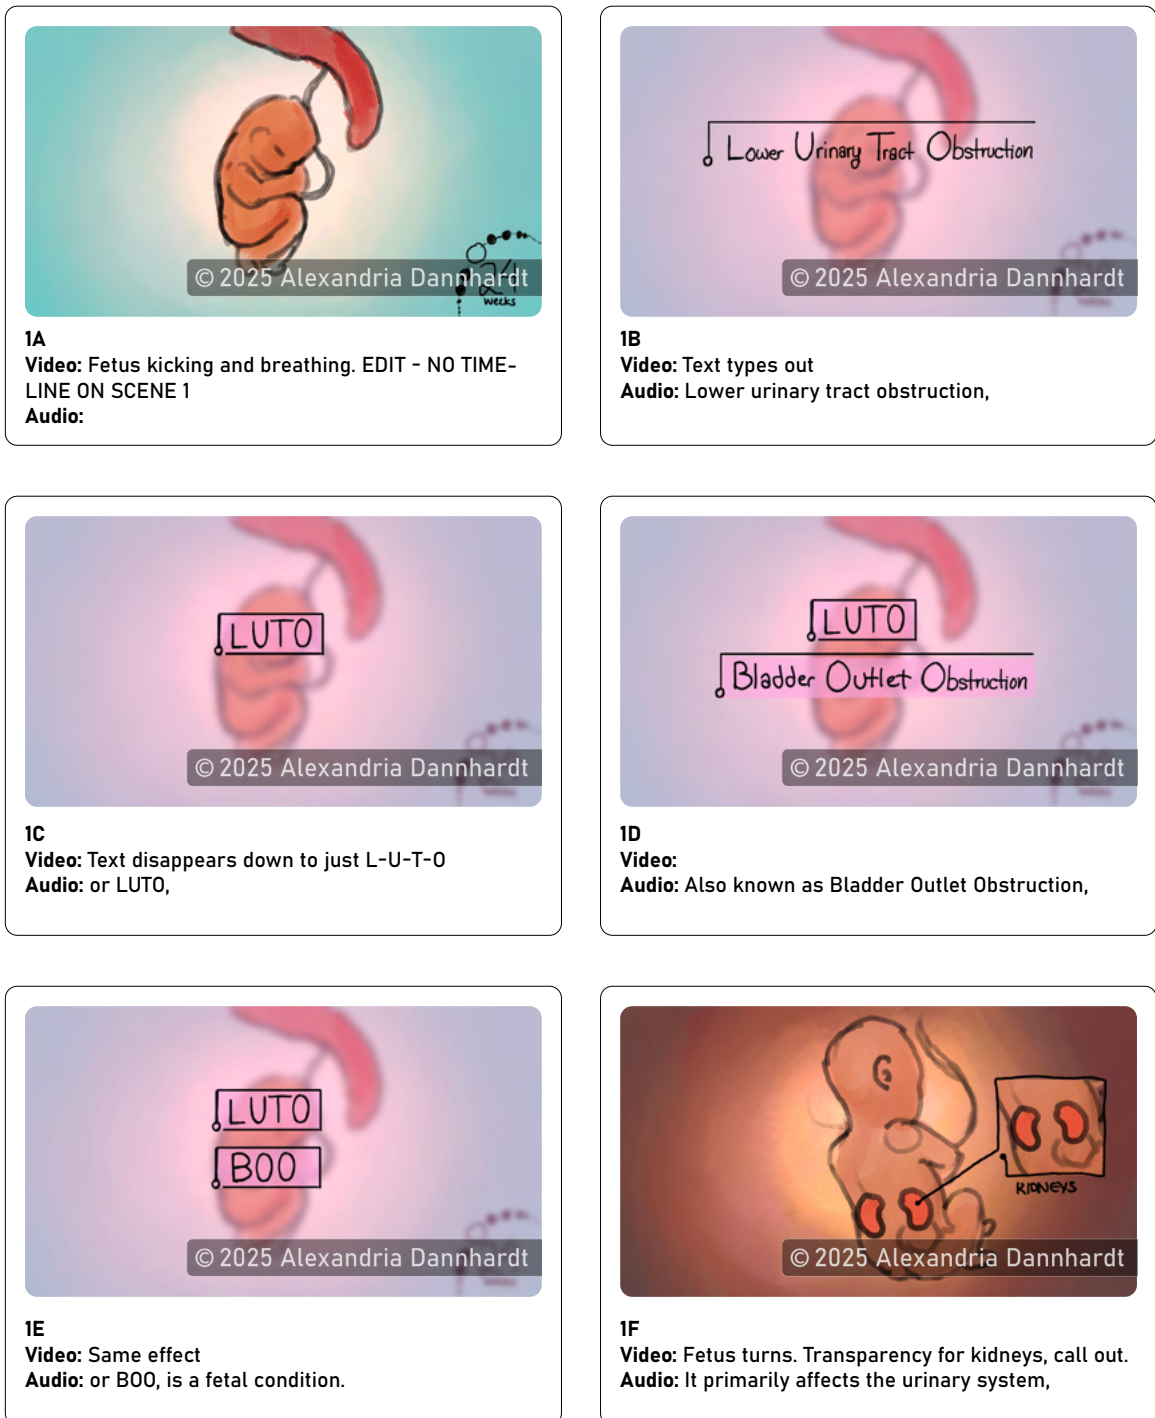 24
weeks
© 2025 Alexandria Dannhardt
1A
Video: Fetus kicking and breathing. EDIT - NO TIME-
LINE ON SCENE 1
Audio:
Lower Urinary Tract Obstruction
© 2025 Alexandria Dannhardt
1B
Video: Text types out
Audio: Lower urinary tract obstruction,
LUTO
© 2025 Alexandria Dannhardt
1C
Video: Text disappears down to just L-U-T-O
Audio: or LUTO,
LUTO
Bladder Outlet Obstruction
© 2025 Alexandria Dannhardt
1D
Video:
Audio: Also known as Bladder Outlet Obstruction,
LUTO
BOO
© 2025 Alexandria Dannhardt
1E
Video: Same effect
Audio: or BOO, is a fetal condition.
KIDNEYS
© 2025 Alexandria Dannhardt
1F
Video: Fetus turns. Transparency for kidneys, call out.
Audio: It primarily affects the urinary system,